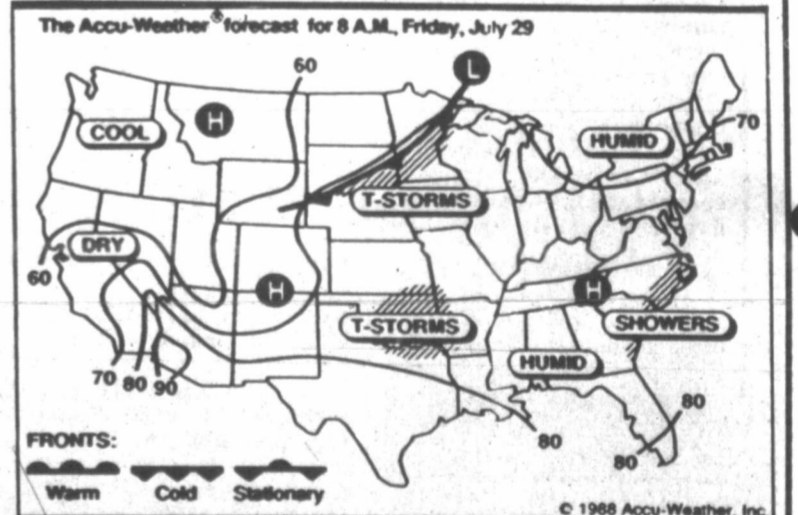 The Accu-Weather® forecast for 8 A.M., Friday, July 29
60
L
H
COOL
HUMID
70
T-STORMS
DRY
60
H
H
T-STORMS
SHOWERS
HUMID
70 80 90
80
80
80
FRONTS:
Warm Cold Stationary
© 1988 Accu-Weather, Inc.